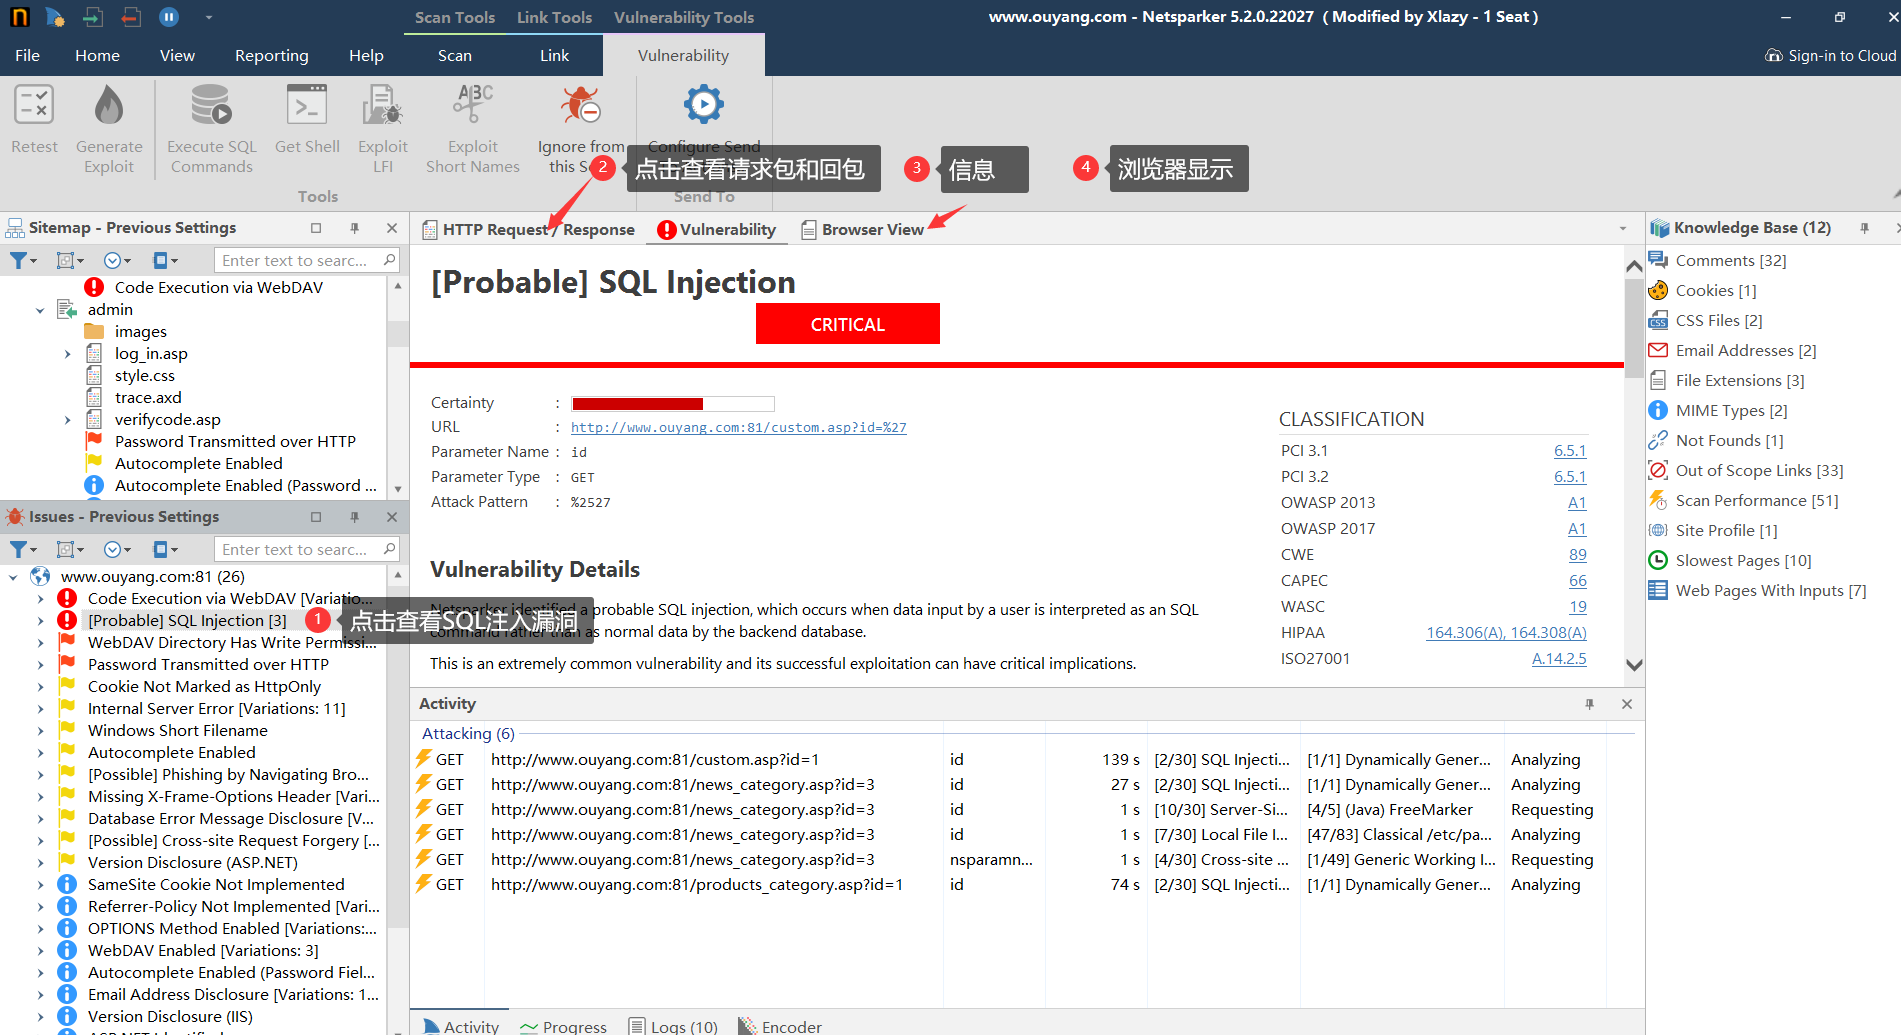 Scan Tools Link Tools Vulnerability Tools
www.ouyang.com - Netsparker 5.2.0.22027 ( Modified by Xlazy - 1 Seat )
File Home View Reporting Help Scan Link Vulnerability
Sign-in to Cloud
Retest
Generate Exploit
Execute SQL Commands
Get Shell
Exploit LFI
Exploit Short Names
Ignore from this S
Configure Send
Tools
Send To
2 点击查看请求包和回包
3 信息
4 浏览器显示
Sitemap - Previous Settings
Enter text to searc...
Code Execution via WebDAV
admin
images
log_in.asp
style.css
trace.axd
verifycode.asp
Password Transmitted over HTTP
Autocomplete Enabled
Autocomplete Enabled (Password ...
Issues - Previous Settings
Enter text to searc...
www.ouyang.com:81 (26)
Code Execution via WebDAV [Variatio...
[Probable] SQL Injection [3]
1 点击查看SQL注入漏洞
WebDAV Directory Has Write Permissi...
Password Transmitted over HTTP
Cookie Not Marked as HttpOnly
Internal Server Error [Variations: 11]
Windows Short Filename
Autocomplete Enabled
[Possible] Phishing by Navigating Bro...
Missing X-Frame-Options Header [Vari...
Database Error Message Disclosure [V...
[Possible] Cross-site Request Forgery [...
Version Disclosure (ASP.NET)
SameSite Cookie Not Implemented
Referrer-Policy Not Implemented [Vari...
OPTIONS Method Enabled [Variations:...
WebDAV Enabled [Variations: 3]
Autocomplete Enabled (Password Fiel...
Email Address Disclosure [Variations: 1...
Version Disclosure (IIS)
HTTP Request / Response
Vulnerability
Browser View
[Probable] SQL Injection
CRITICAL
Certainty :
URL : http://www.ouyang.com:81/custom.asp?id=%27
Parameter Name : id
Parameter Type : GET
Attack Pattern : %2527
CLASSIFICATION
PCI 3.1 6.5.1
PCI 3.2 6.5.1
OWASP 2013 A1
OWASP 2017 A1
CWE 89
CAPEC 66
WASC 19
HIPAA 164.306(A), 164.308(A)
ISO27001 A.14.2.5
Vulnerability Details
Netsparker identified a probable SQL injection, which occurs when data input by a user is interpreted as an SQL
command rather than as normal data by the backend database.
This is an extremely common vulnerability and its successful exploitation can have critical implications.
Activity
Attacking (6)
GET http://www.ouyang.com:81/custom.asp?id=1 id 139 s [2/30] SQL Injecti... [1/1] Dynamically Gener... Analyzing
GET http://www.ouyang.com:81/news_category.asp?id=3 id 27 s [2/30] SQL Injecti... [1/1] Dynamically Gener... Analyzing
GET http://www.ouyang.com:81/news_category.asp?id=3 id 1 s [10/30] Server-Si... [4/5] (Java) FreeMarker Requesting
GET http://www.ouyang.com:81/news_category.asp?id=3 id 1 s [7/30] Local File I... [47/83] Classical /etc/pa... Analyzing
GET http://www.ouyang.com:81/news_category.asp?id=3 nsparamn... 1 s [4/30] Cross-site ... [1/49] Generic Working I... Requesting
GET http://www.ouyang.com:81/products_category.asp?id=1 id 74 s [2/30] SQL Injecti... [1/1] Dynamically Gener... Analyzing
Activity Progress Logs (10) Encoder
Knowledge Base (12)
Comments [32]
Cookies [1]
CSS Files [2]
Email Addresses [2]
File Extensions [3]
MIME Types [2]
Not Founds [1]
Out of Scope Links [33]
Scan Performance [51]
Site Profile [1]
Slowest Pages [10]
Web Pages With Inputs [7]